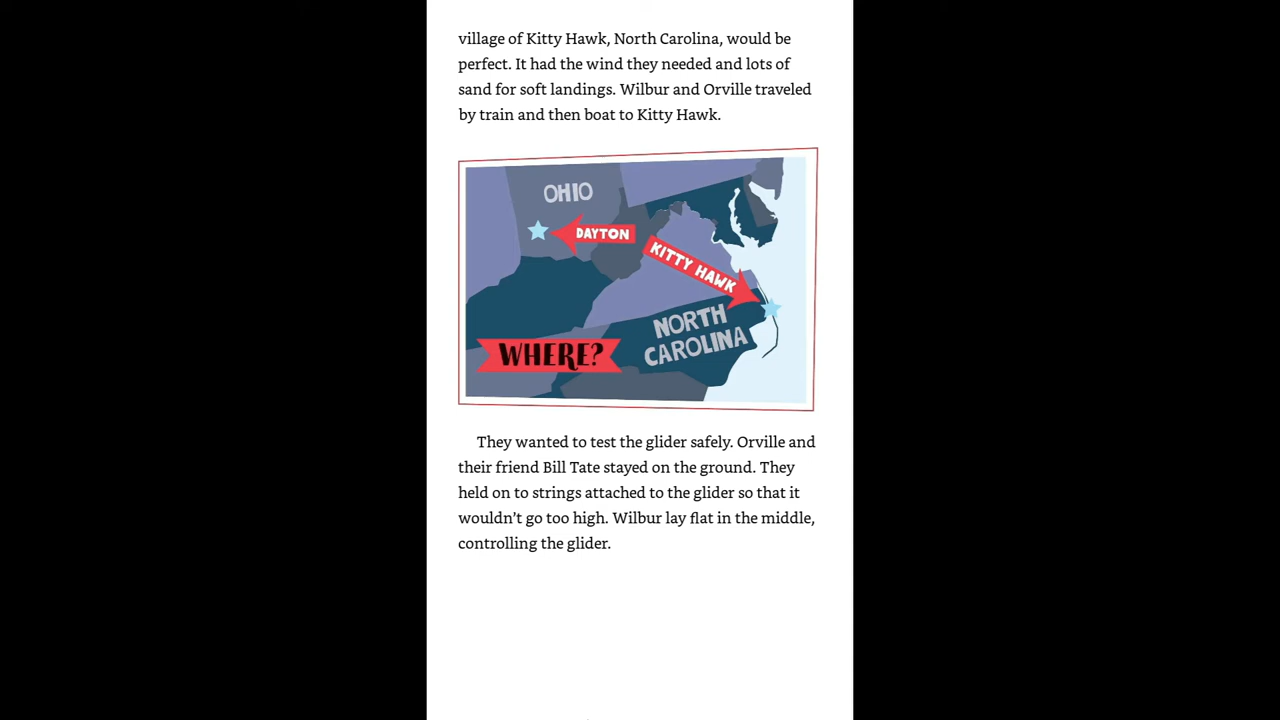 village of Kitty Hawk, North Carolina, would be
perfect. It had the wind they needed and lots of
sand for soft landings. Wilbur and Orville traveled
by train and then boat to Kitty Hawk.
OHIO
DAYTON
KITTY HAWK
NORTH
CAROLINA
WHERE?
They wanted to test the glider safely. Orville and
their friend Bill Tate stayed on the ground. They
held on to strings attached to the glider so that it
wouldn’t go too high. Wilbur lay flat in the middle,
controlling the glider.